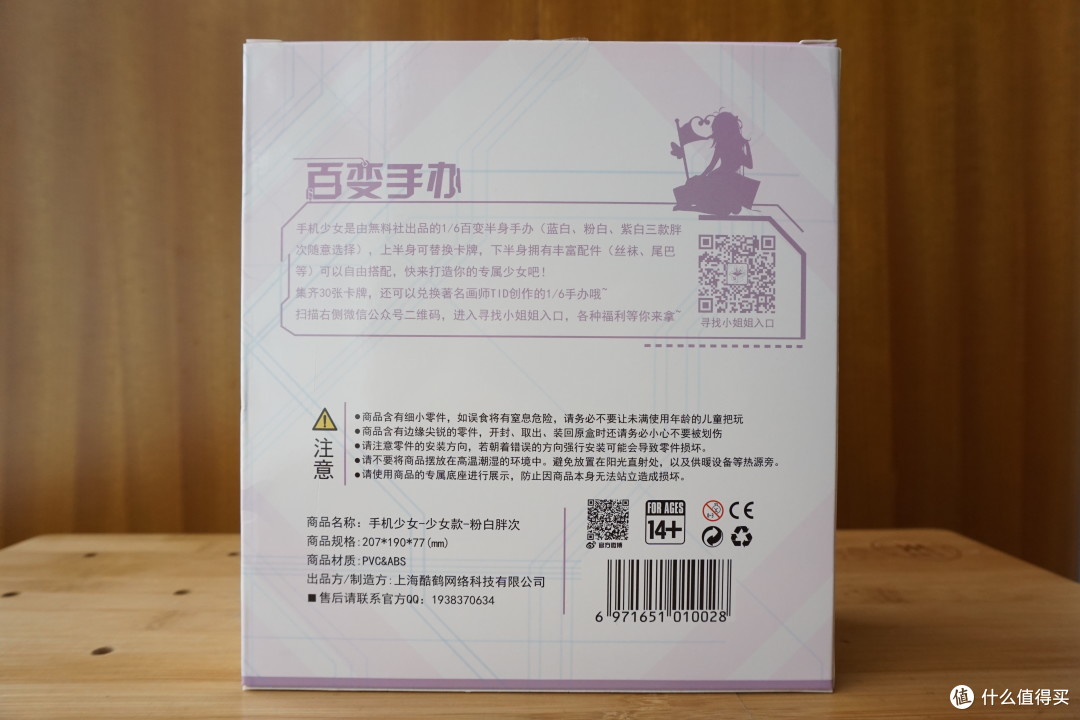 百变手办
手机少女是由無料社出品的1/6百变半身手办（蓝白、粉白、紫白三款胖
次随意选择），上半身可替换卡牌，下半身拥有丰富配件（丝袜、尾巴
等）可以自由搭配，快来打造你的专属少女吧！
集齐30张卡牌，还可以兑换著名画师TID创作的1/6手办哦~
扫描右侧微信公众号二维码，进入寻找小姐姐入口，各种福利等你来拿~
寻找小姐姐入口
注意
●商品含有细小零件，如误食将有窒息危险，请务必不要让未满使用年龄的儿童把玩
●商品含有边缘尖锐的零件，开封、取出、装回原盒时还请务必小心不要被划伤
●请注意零件的安装方向，若朝着错误的方向强行安装可能会导致零件损坏。
●请不要将商品摆放在高温潮湿的环境中。避免放置在阳光直射处，以及供暖设备等热源旁。
●请使用商品的专属底座进行展示，防止因商品本身无法站立造成损坏。
商品名称：手机少女-少女款-粉白胖次
商品规格：207*190*77(mm)
商品材质：PVC&ABS
出品方/制造方：上海酷鹤网络科技有限公司
■售后请联系官方QQ：1938370634
官方微博
FOR AGES
14+
0-3
CE
6 971651 010028
值 什么值得买